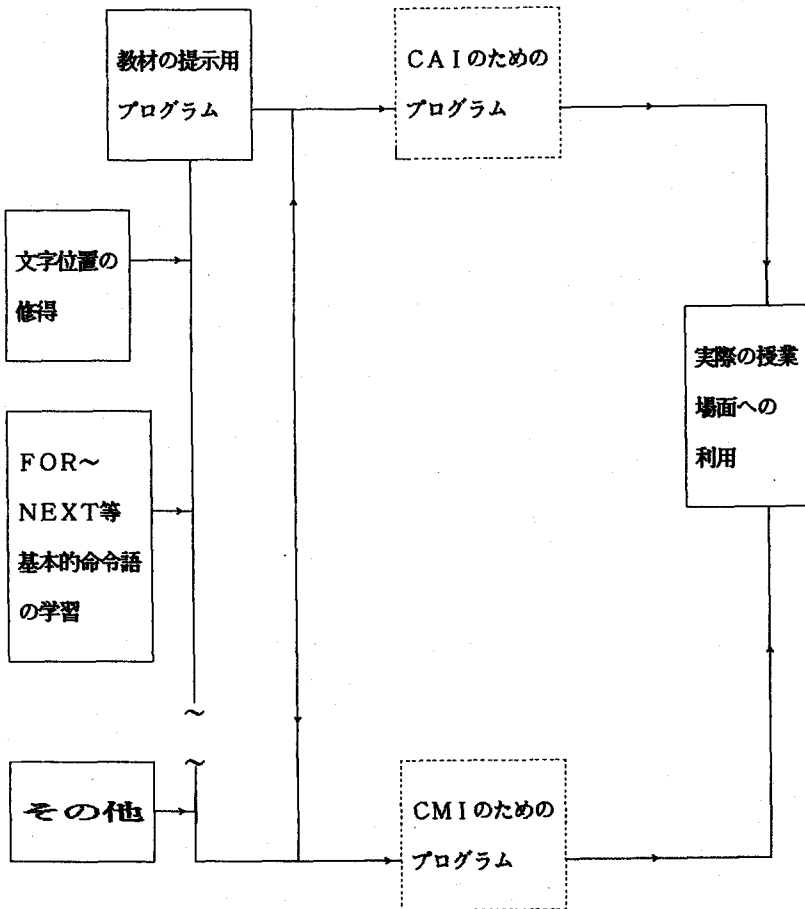 教材の提示用
プログラム
CAIのための
プログラム
文字位置の
修得
実際の授業
場面への
利用
FOR～
NEXT等
基本的命令語
の学習
～
～
その他
CMIのための
プログラム